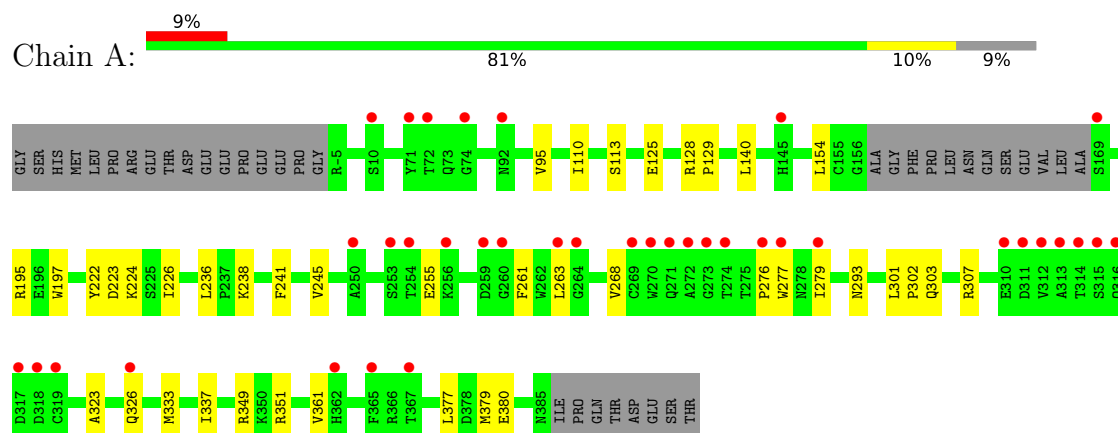 9%
Chain A:
81% 10% 9%
GLY SER HIS MET LEU PRO ARG GLU THR ASP GLU GLU PRO GLU GLU PRO GLY R-5 S10 Y71 T72 Q73 G74 N92 V95 I110 S113 E125 R128 P129 L140 H145 L154 C155 G156 ALA GLY PHE PRO LEU ASN GLN SER GLU VAL LEU ALA S169
R195 E196 W197 Y222 D223 K224 S225 I226 L236 P237 K238 F241 V245 A250 S253 T254 E255 K256 D259 G260 F261 W262 L263 G264 V268 C269 W270 Q271 A272 G273 T274 T275 P276 W277 N278 I279 N293 L301 P302 Q303 R307 E310 D311 V312 A313 T314 S315
D317 D318 C319 A323 Q326 M333 I337 R349 K350 R351 V361 H362 F365 R366 T367 L377 D378 M379 E380 N385 ILE PRO GLN THR ASP GLU SER THR